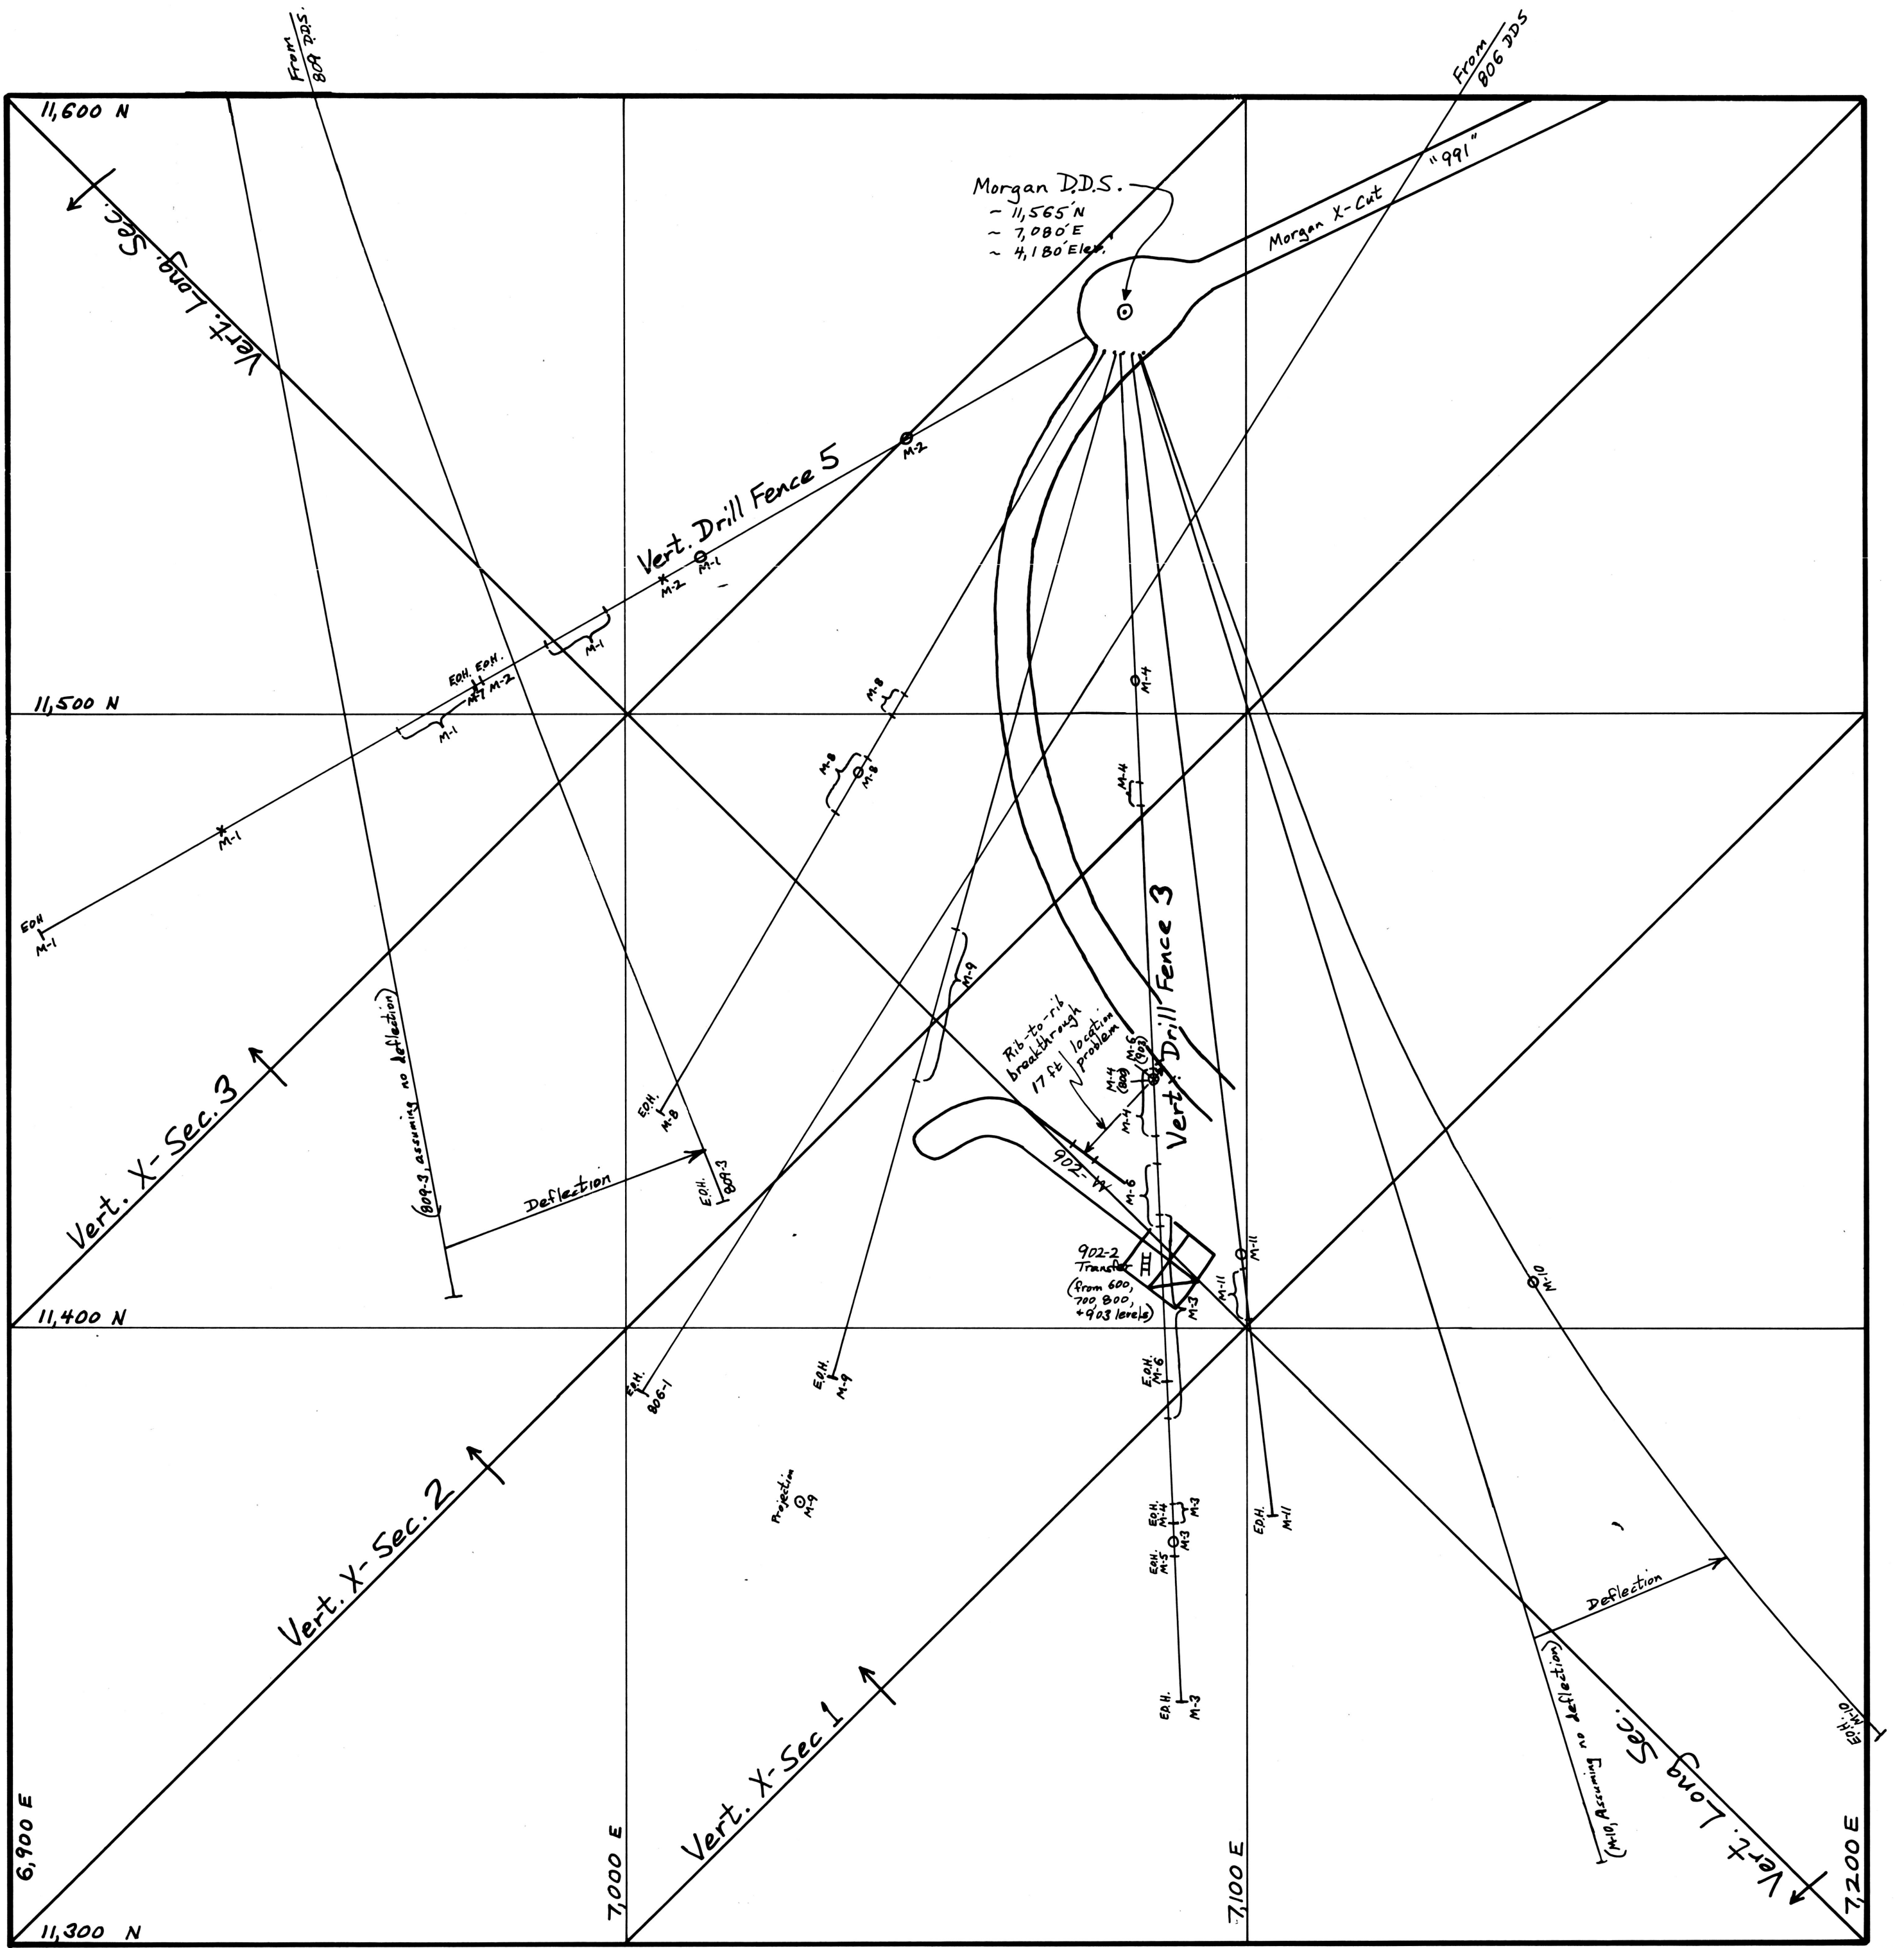 From
809 D.D.S.
From
806 DDS
11,600 N
"991"
Morgan X-Cut
Morgan D.D.S.
~ 11,565' N
~ 7,080' E
~ 4,180' Elev.
Vert. Long. Sec.
M-2
Vert. Drill Fence 5
M-1
M-2
M-1
E.O.H. E.O.H.
M-7 M-2
M-1
M-8
M-4
11,500 N
M-8
M-8
M-4
M-1
E.O.H
M-1
M-9
Vert. Drill Fence 3
(809-3, assuming no deflection)
Rib-to-rib
breakthrough
17 ft location
problem
M-6
(903)
M-4
(800)
M-4
E.O.H.
M-8
Vert. X-Sec. 3
Deflection
E.O.H.
809-3
M-206
M-6
902-2
Transfer
(from 600,
700, 800,
+903 levels)
III
M-11
M-11
M-3
M-10
11,400 N
E.O.H.
M-6
E.O.H.
806-1
E.O.H.
M-9
Vert. X-Sec. 2
Projection
M-9
E.O.H.
M-4
M-3
M-3
E.O.H.
M-5
E.O.H.
M-11
Deflection
E.O.H.
M-3
(M-10, Assuming no deflection)
E.O.H.
M-10
Vert. X-Sec 1
Vert. Long Sec.
6,900 E
7,000 E
7,100 E
7,200 E
11,300 N